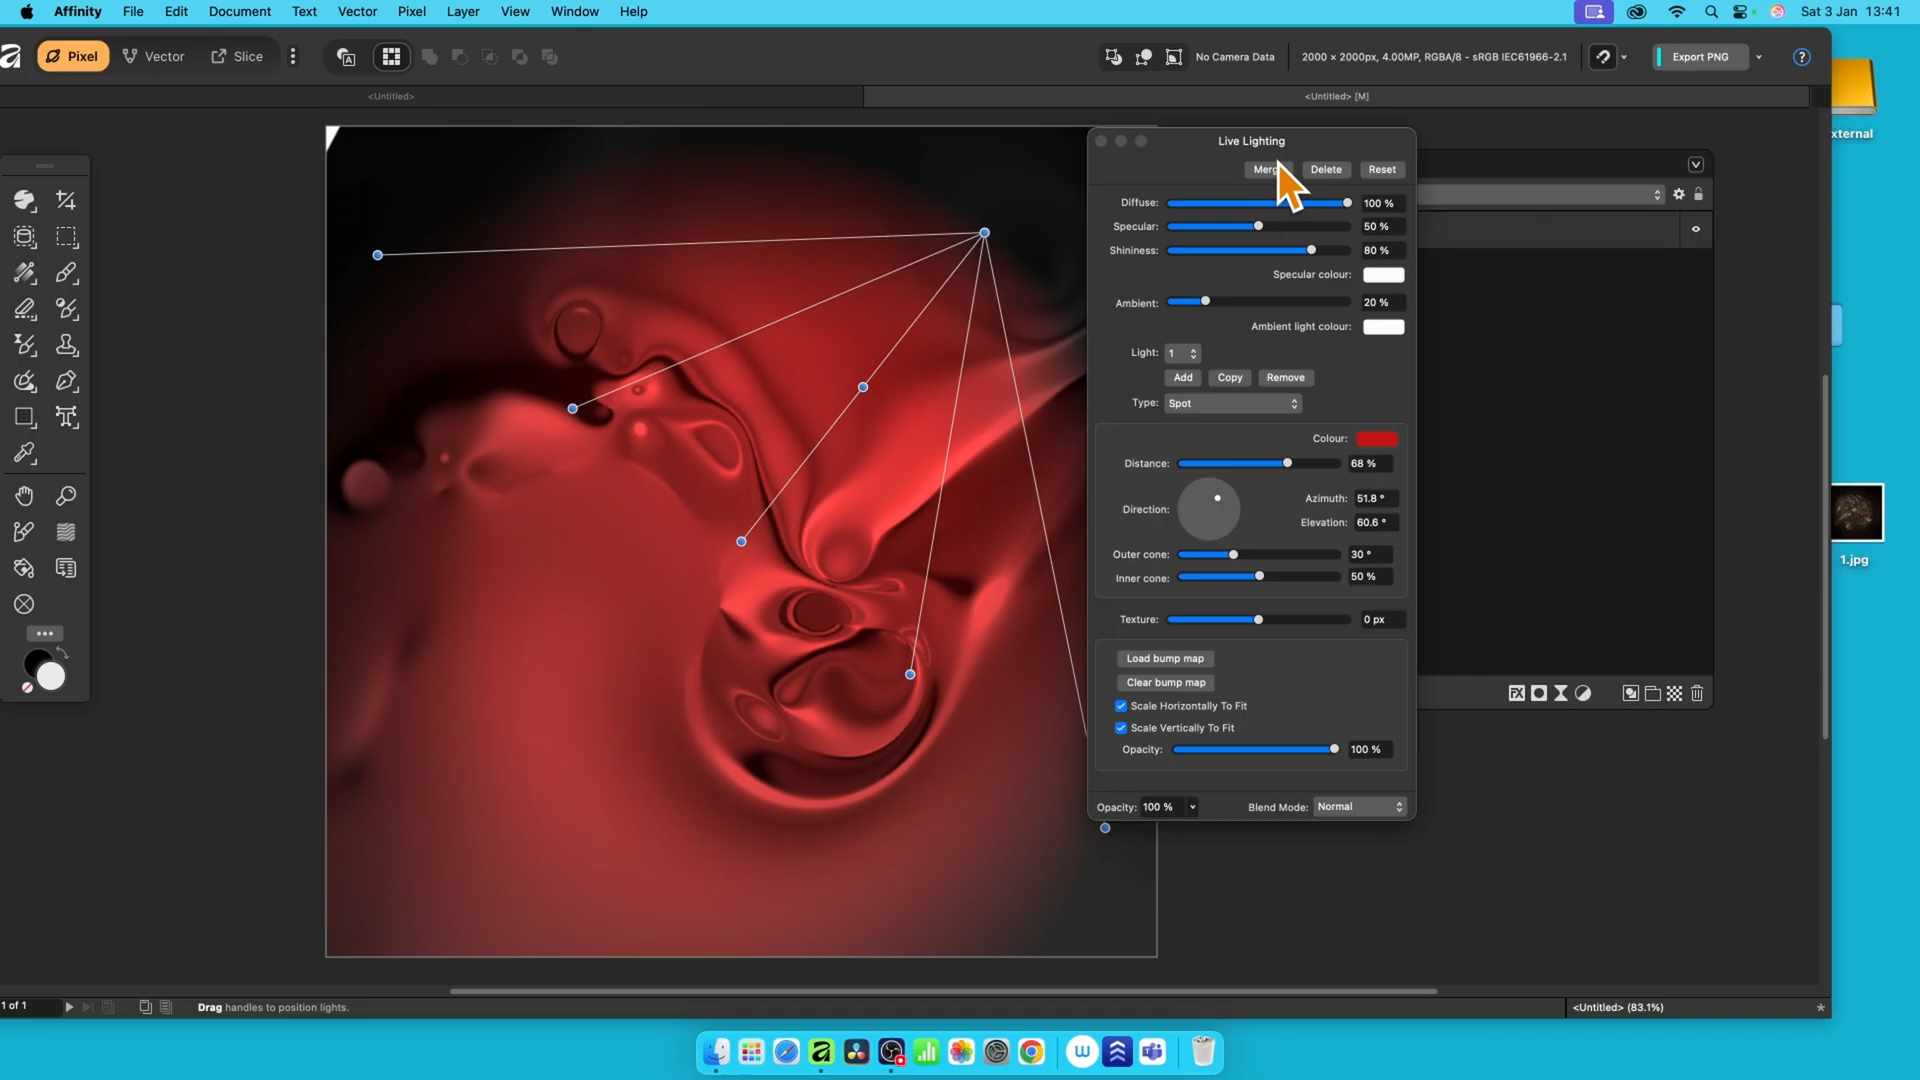 Affinity File Edit Document Text Vector Pixel Layer View Window Help Sat 3 Jan 13:41
Pixel Vector Slice No Camera Data 2000 × 2000px, 4.00MP, RGBA/8 - sRGB IEC61966-2.1 Export PNG
<Untitled> <Untitled> [M]
Live Lighting
Delete Reset
Diffuse: 100 %
Specular: 50 %
Shininess: 80 %
Specular colour:
Ambient: 20 %
Ambient light colour:
Light: 1
Add Copy Remove
Type: Spot
Colour:
Distance: 68 %
Direction: Azimuth: 51.8 °
Elevation: 60.6 °
Outer cone: 30 °
Inner cone: 50 %
Texture: 0 px
Load bump map
Clear bump map
Scale Horizontally To Fit
Scale Vertically To Fit
Opacity: 100 %
Opacity: 100 % Blend Mode: Normal
xternal
1.jpg
1 of 1 Drag handles to position lights. <Untitled> (83.1%)